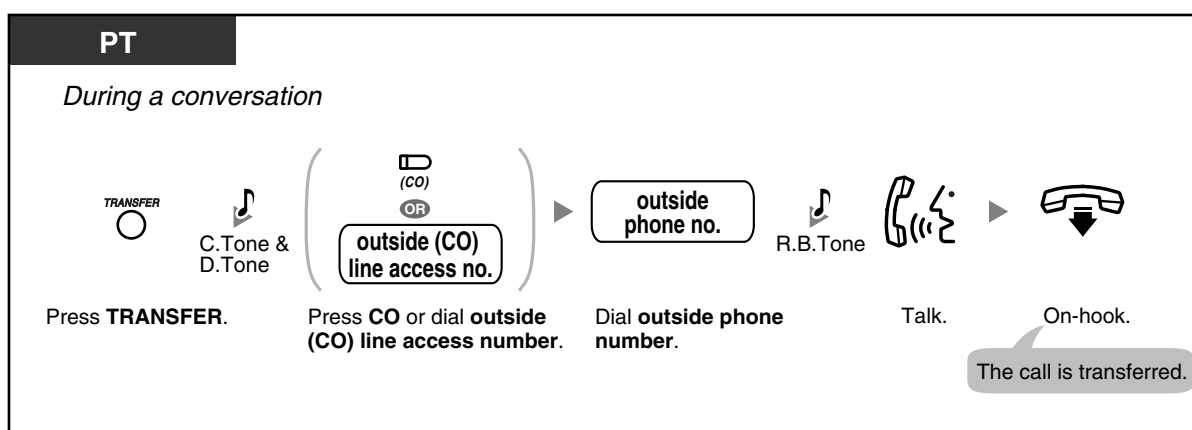 PT
During a conversation
TRANSFER
C.Tone &
D.Tone
(CO)
OR
outside (CO)
line access no.
outside
phone no.
R.B.Tone
Press TRANSFER.
Press CO or dial outside
(CO) line access number.
Dial outside phone
number.
Talk.
On-hook.
The call is transferred.